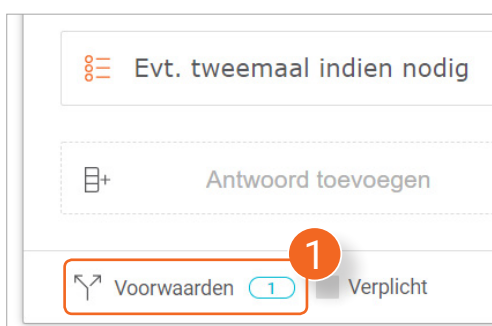 Evt. tweemaal indien nodig
Antwoord toevoegen
1
Voorwaarden 1 Verplicht